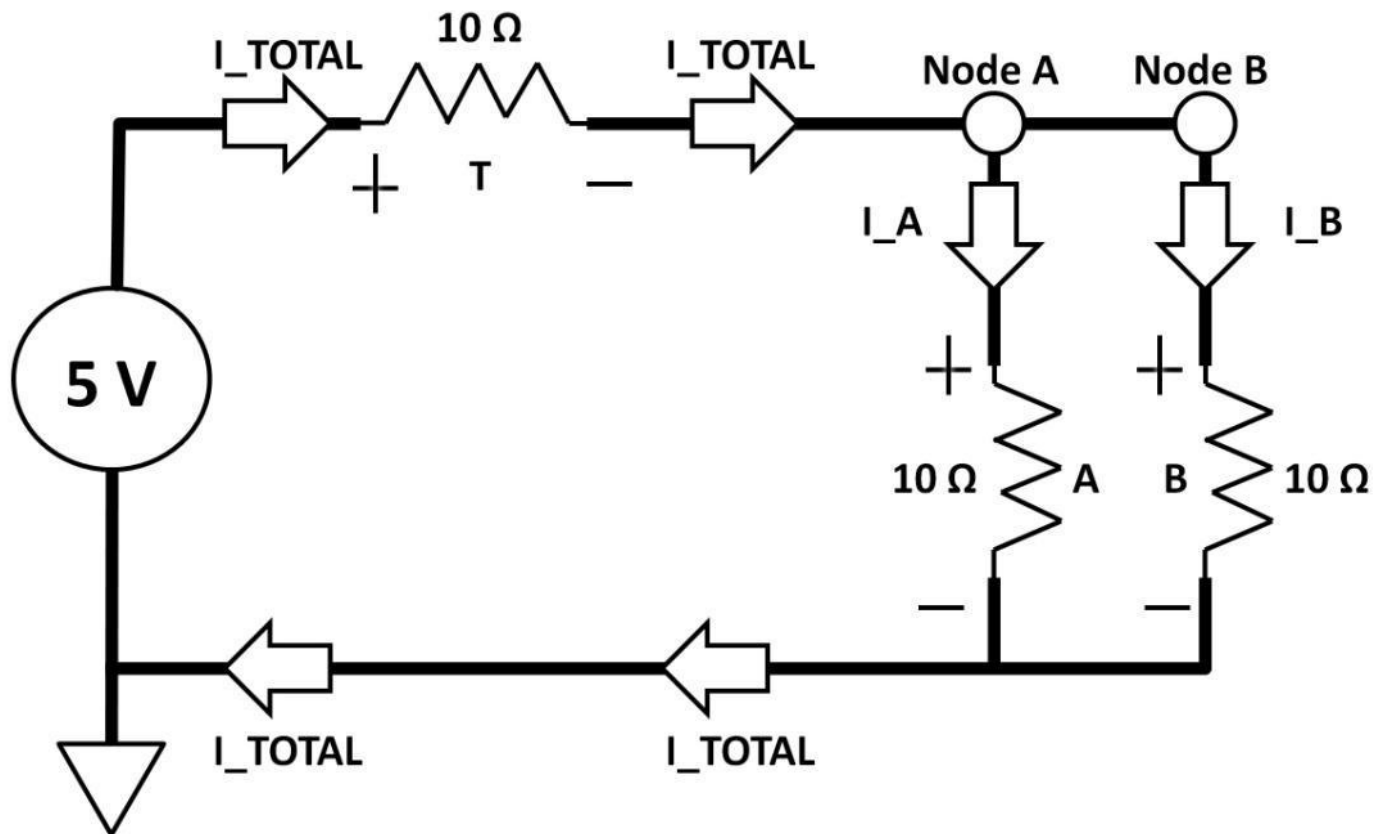 10 Ω
I_TOTAL
I_TOTAL
Node A
Node B
+
T
—
I_A
I_B
5 V
+
+
10 Ω
A
B
10 Ω
—
—
I_TOTAL
I_TOTAL